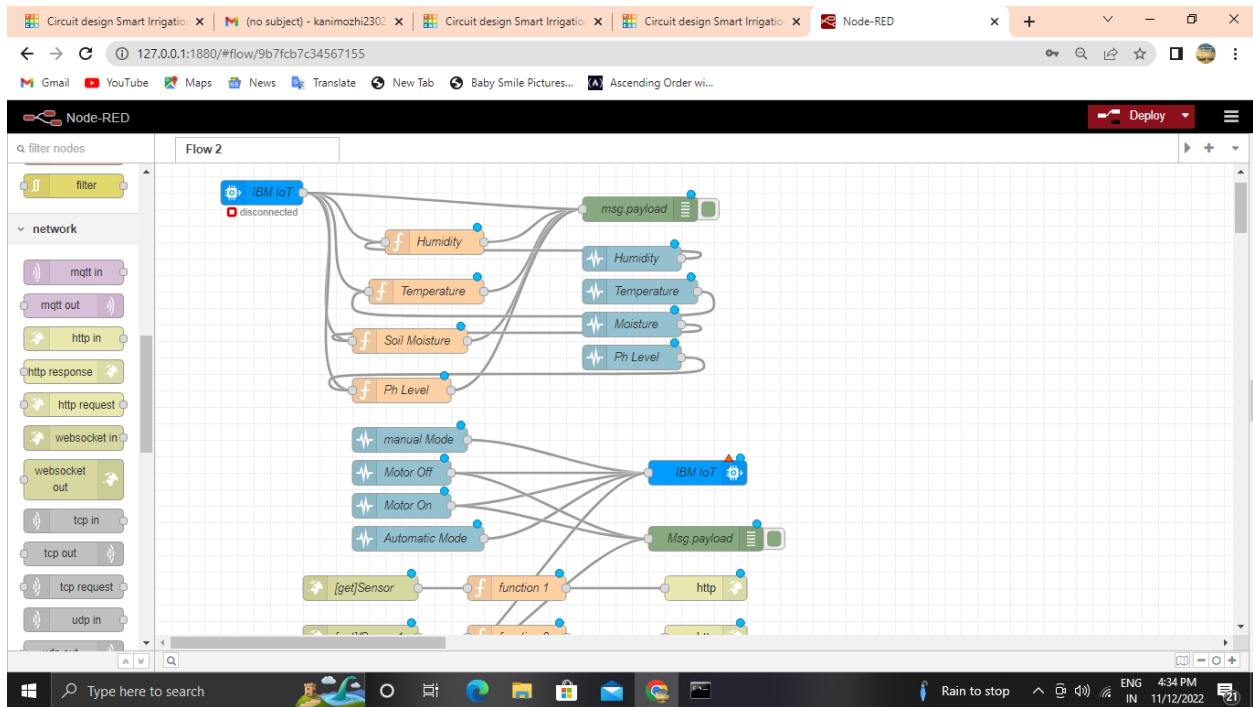 Circuit design Smart Irrigatio
(no subject) - kanimozhi2302
Circuit design Smart Irrigatio
Circuit design Smart Irrigatio
Node-RED
127.0.0.1:1880/#flow/9b7fcb7c34567155
Gmail YouTube Maps News Translate New Tab Baby Smile Pictures... Ascending Order wi...
Node-RED Deploy
filter nodes
Flow 2
filter
network
mqtt in
mqtt out
http in
http response
http request
websocket in
websocket
out
tcp in
tcp out
tcp request
udp in
IBM IoT
disconnected
msg.payload
Humidity
Humidity
Temperature
Temperature
Moisture
Soil Moisture
Ph Level
Ph Level
manual Mode
Motor Off
IBM IoT
Motor On
Automatic Mode
Msg.payload
[get]Sensor
function 1
http
Type here to search
Rain to stop
ENG
IN
4:34 PM
11/12/2022
21